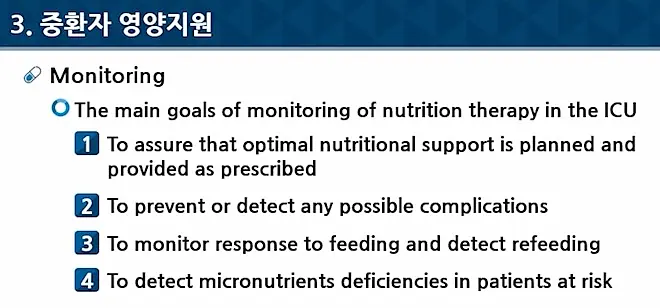 3. 중환자 영양지원
Monitoring
The main goals of monitoring of nutrition therapy in the ICU
1 To assure that optimal nutritional support is planned and
provided as prescribed
2 To prevent or detect any possible complications
3 To monitor response to feeding and detect refeeding
4 To detect micronutrients deficiencies in patients at risk